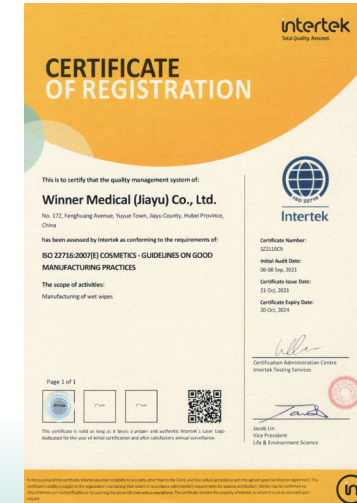 intertek
Total Quality. Assured.
CERTIFICATE
OF REGISTRATION
This is to certify that the quality management system of:
Winner Medical (Jiayu) Co., Ltd.
No. 172, Fenghuang Avenue, Yuyue Town, Jiayu County, Hubei Province,
China
has been assessed by Intertek as conforming to the requirements of:
ISO 22716:2007(E) COSMETICS - GUIDELINES ON GOOD
MANUFACTURING PRACTICES
The scope of activities:
Manufacturing of wet wipes
ISO 22716
Intertek
Certificate Number:
SZ2110C9
Initial Audit Date:
06-08 Sep, 2021
Certificate Issue Date:
21 Oct, 2021
Certificate Expiry Date:
20 Oct, 2024
Certification Administration Centre
Intertek Testing Services
Jacob Lin
Vice President
Life & Environment Science
Page 1 of 1
This certificate is valid as long as it bears a proper and authentic Intertek's Laser Logo
dedicated for the year of initial certification and after satisfactory annual surveillance.